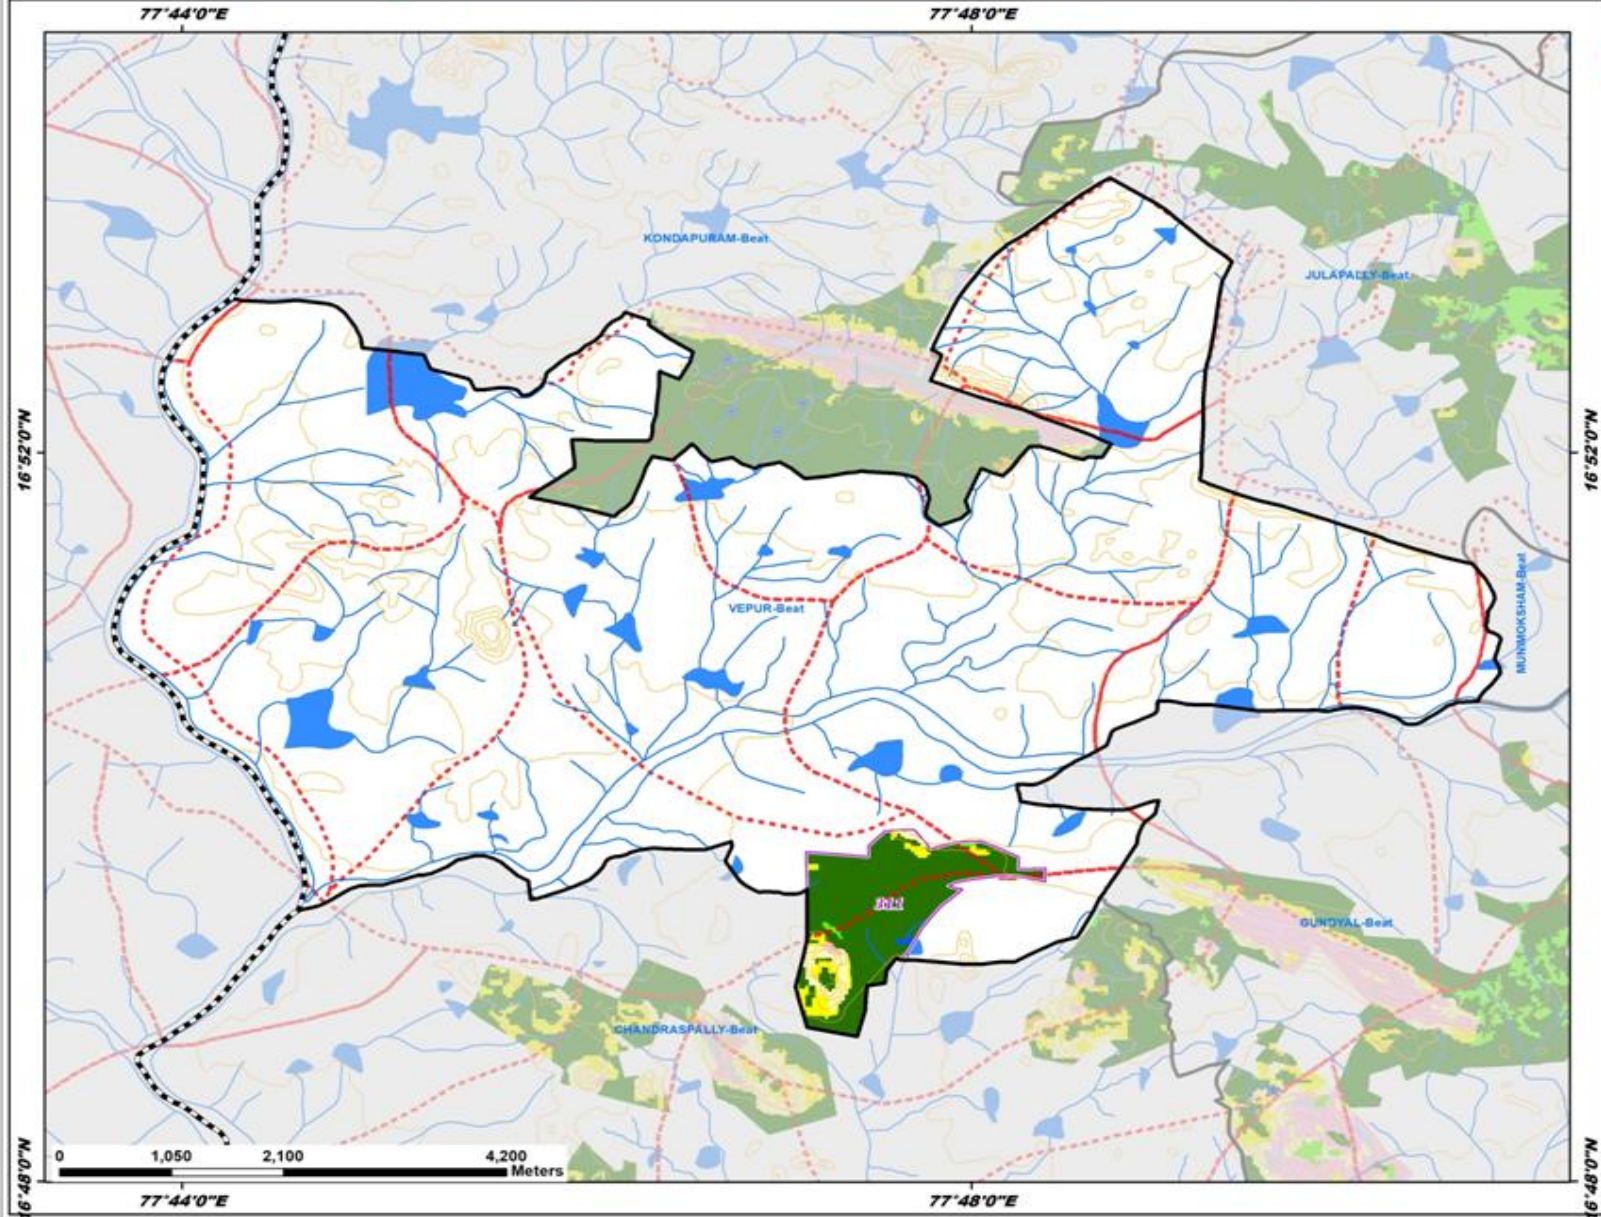 77°44'0"E
77°48'0"E
KONDAPURAM-Beat
JULAPALLY-Beat
16°52'0"N
16°52'0"N
MUNIMOKSHAM-Beat
VEPUR-Beat
311
GUNDYAL-Beat
CHANDRASPALLY-Beat
0 1,050 2,100 4,200
Meters
16°48'0"N
16°48'0"N
77°44'0"E
77°48'0"E